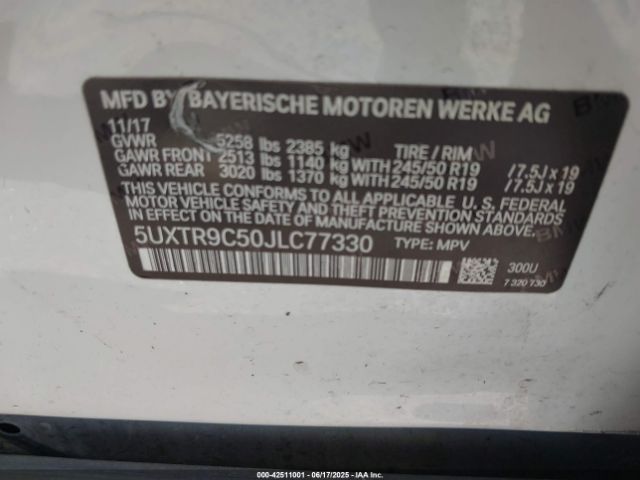 MFD BY BAYERISCHE MOTOREN WERKE AG
11/17
GVWR 5258 lbs 2385 kg TIRE / RIM
GAWR FRONT 2513 lbs 1140 kg WITH 245/50 R19 /7.5J x 19
GAWR REAR 3020 lbs 1370 kg WITH 245/50 R19 /7.5J x 19
THIS VEHICLE CONFORMS TO ALL APPLICABLE U. S. FEDERAL
MOTOR VEHICLE SAFETY AND THEFT PREVENTION STANDARDS
IN EFFECT ON THE DATE OF MANUFACTURE SHOWN ABOVE.
5UXTR9C50JLC77330 TYPE: MPV
300U
7 320 730
000-42511001 - 06/17/2025 - IAAI.COM